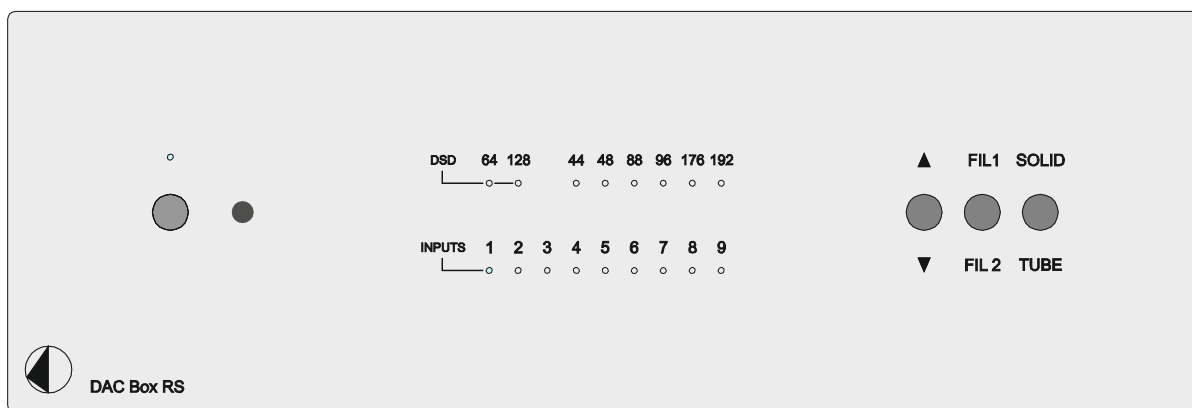 DSD 64 128 44 48 88 96 176 192
▲ FIL1 SOLID
INPUTS 1 2 3 4 5 6 7 8 9
▼ FIL 2 TUBE
DAC Box RS